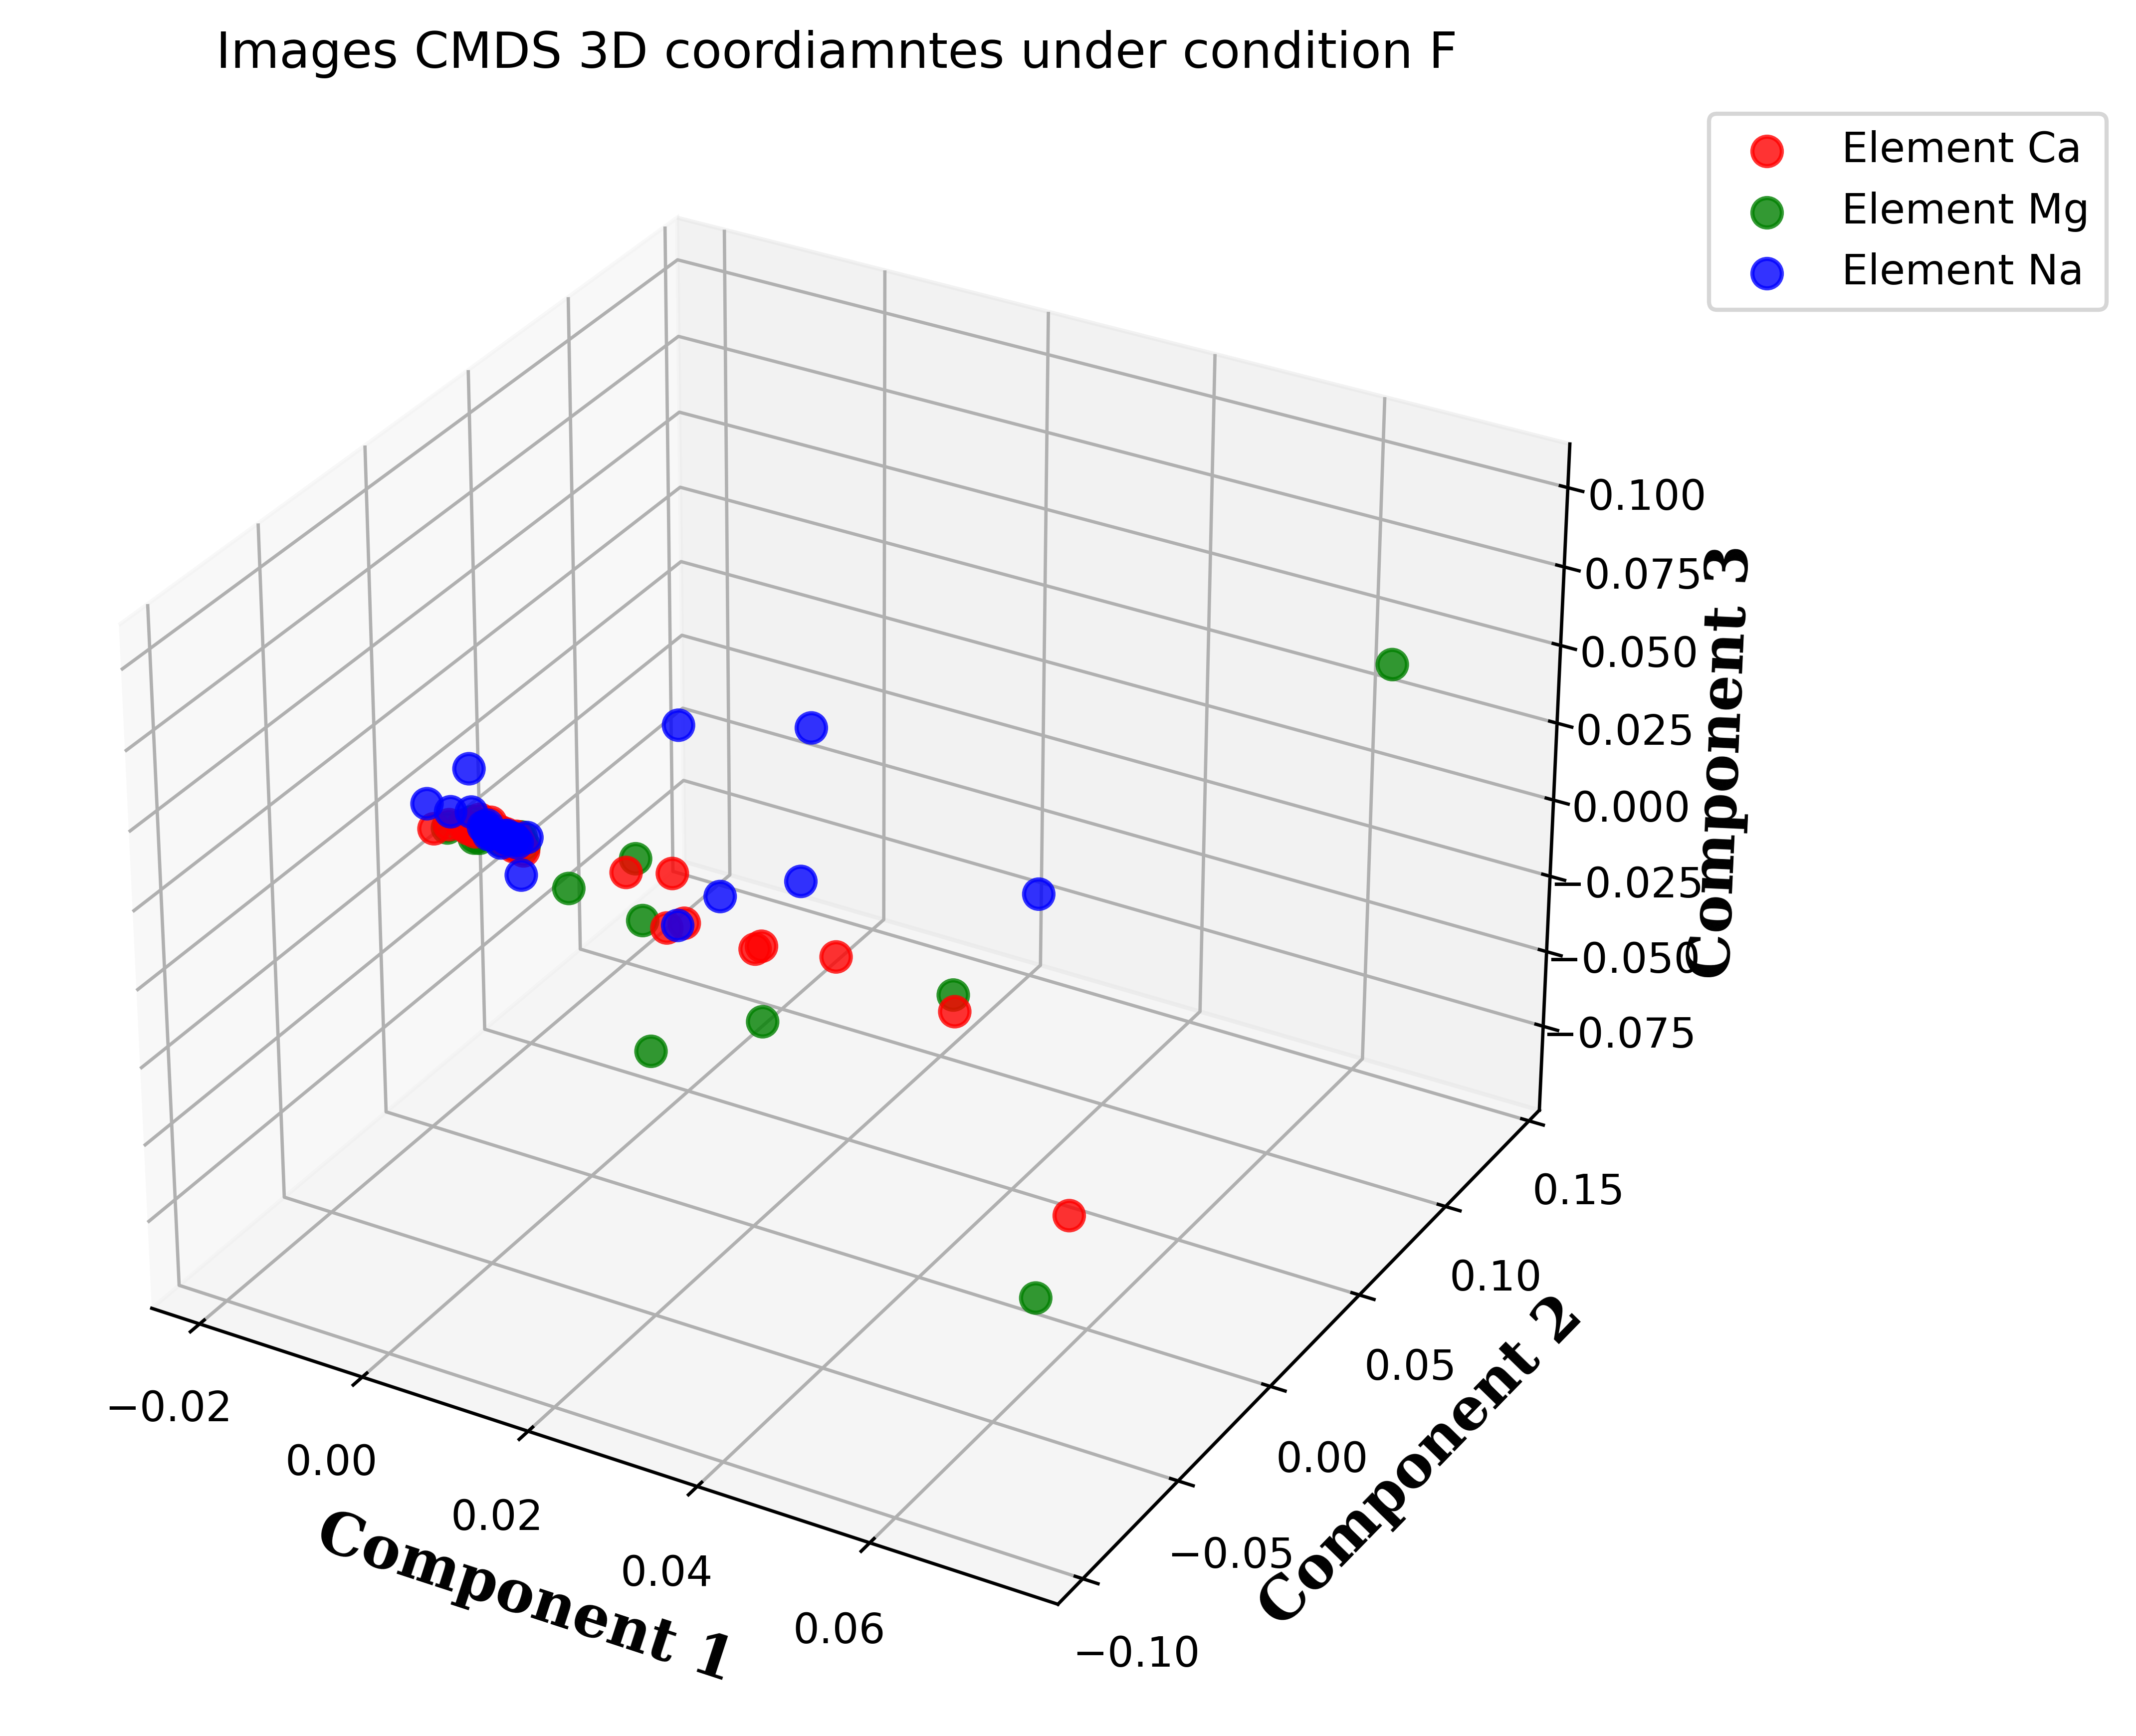 Images CMDS 3D coordiamntes under condition F
Element Ca
Element Mg
Element Na
0.100
0.075
0.050
0.025
0.000
−0.025
−0.050
−0.075
Component 3
0.15
0.10
0.05
0.00
−0.05
−0.10
Component 2
−0.02
0.00
0.02
0.04
0.06
Component 1